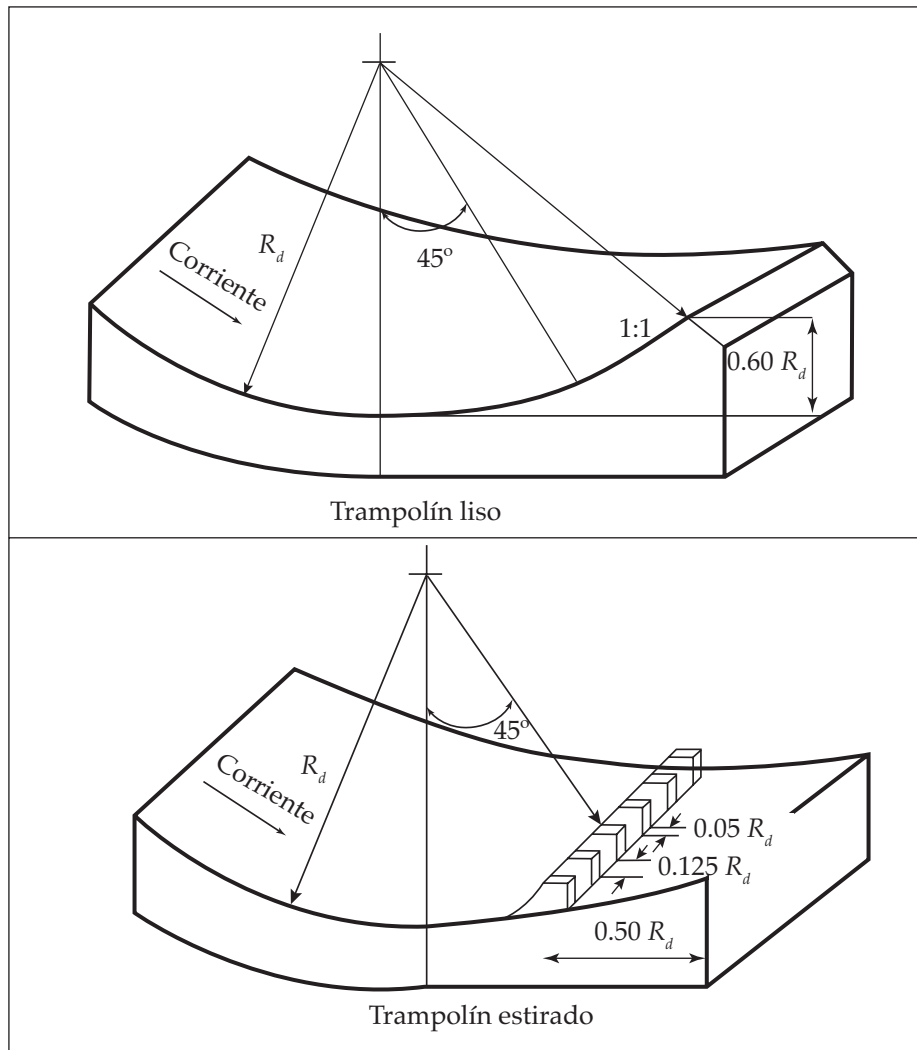 R_d
45º
Corriente
1:1
0.60 R_d
Trampolín liso
45º
R_d
Corriente
0.05 R_d
0.125 R_d
0.50 R_d
Trampolín estirado